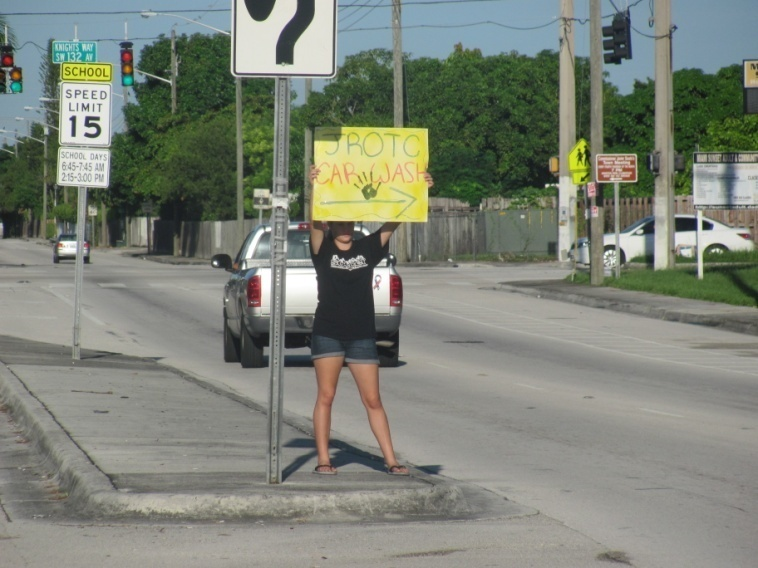 KNIGHTS WAY
SW 132 AV
SCHOOL
SPEED
LIMIT
15
SCHOOL DAYS
6:45-7:45 AM
2:15-3:00 PM
JROTC
CAR WASH